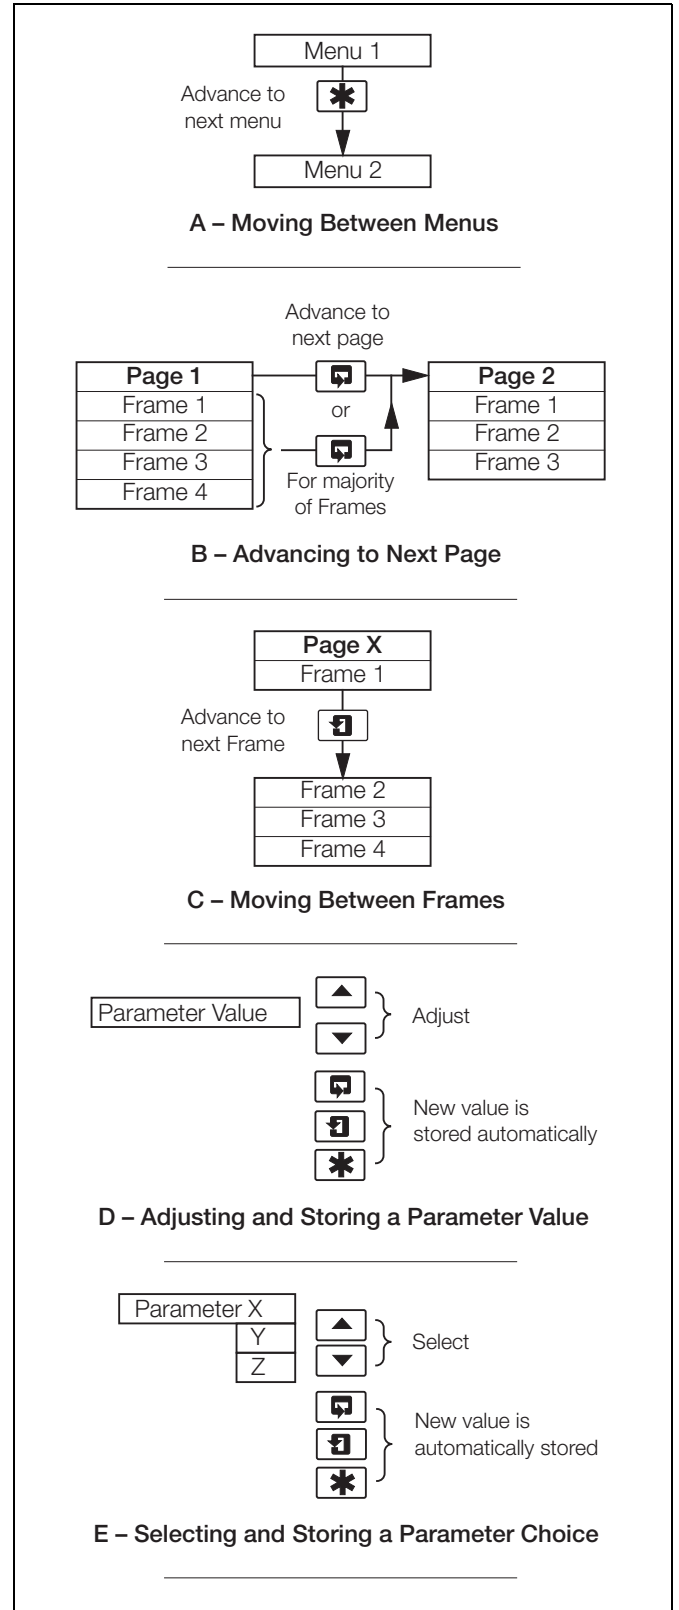 Menu 1
Advance to
next menu
Menu 2
A – Moving Between Menus
Advance to
next page
Page 1
Frame 1
Frame 2
Frame 3
Frame 4
or
For majority
of Frames
Page 2
Frame 1
Frame 2
Frame 3
B – Advancing to Next Page
Page X
Frame 1
Advance to
next Frame
Frame 2
Frame 3
Frame 4
C – Moving Between Frames
Parameter Value
Adjust
New value is
stored automatically
D – Adjusting and Storing a Parameter Value
Parameter X
Y
Z
Select
New value is
automatically stored
E – Selecting and Storing a Parameter Choice